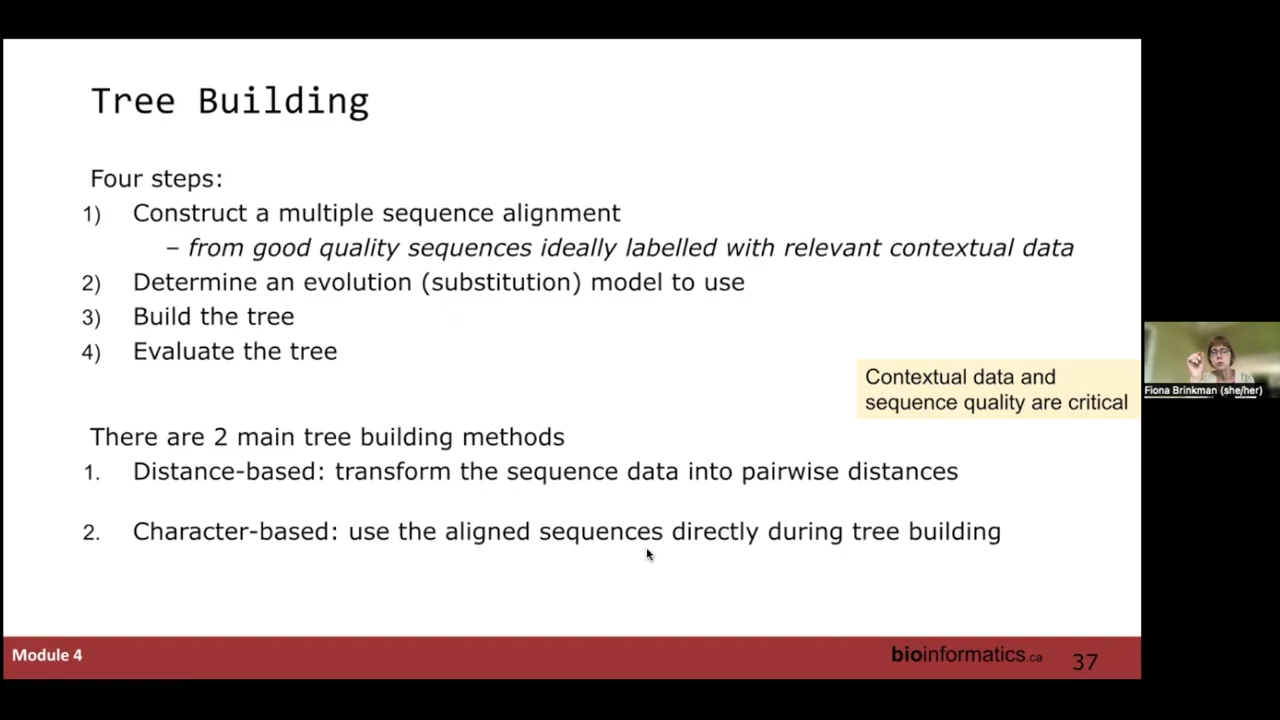 Tree Building
Four steps:
1) Construct a multiple sequence alignment
– from good quality sequences ideally labelled with relevant contextual data
2) Determine an evolution (substitution) model to use
3) Build the tree
4) Evaluate the tree
Contextual data and
sequence quality are critical
Fiona Brinkman (she/her)
There are 2 main tree building methods
1. Distance-based: transform the sequence data into pairwise distances
2. Character-based: use the aligned sequences directly during tree building
Module 4
bioinformatics.ca
37